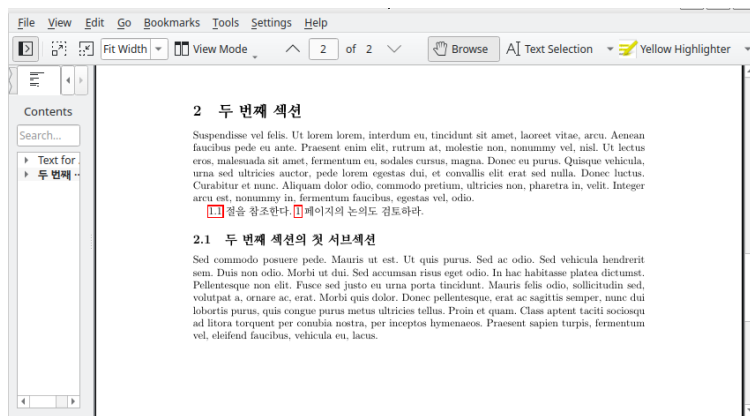 File View Edit Go Bookmarks Tools Settings Help
Fit Width View Mode 2 of 2 Browse Text Selection Yellow Highlighter
Contents
Search...
Text for
두 번째 ...
2 두 번째 섹션
Suspendisse vel felis. Ut lorem lorem, interdum eu, tincidunt sit amet, laoreet vitae, arcu. Aenean
faucibus pede eu ante. Praesent enim elit, rutrum at, molestie non, nonummy vel, nisl. Ut lectus
eros, malesuada sit amet, fermentum eu, sodales cursus, magna. Donec eu purus. Quisque vehicula,
urna sed ultricies auctor, pede lorem egestas dui, et convallis elit erat sed nulla. Donec luctus.
Curabitur et nunc. Aliquam dolor odio, commodo pretium, ultricies non, pharetra in, velit. Integer
arcu est, nonummy in, fermentum faucibus, egestas vel, odio.
1.1 절을 참조한다. 1 페이지의 논의도 검토하라.
2.1 두 번째 섹션의 첫 서브섹션
Sed commodo posuere pede. Mauris ut est. Ut quis purus. Sed ac odio. Sed vehicula hendrerit
sem. Duis non odio. Morbi ut dui. Sed accumsan risus eget odio. In hac habitasse platea dictumst.
Pellentesque non elit. Fusce sed justo eu urna porta tincidunt. Mauris felis odio, sollicitudin sed,
volutpat a, ornare ac, erat. Morbi quis dolor. Donec pellentesque, erat ac sagittis semper, nunc dui
lobortis purus, quis congue purus metus ultricies tellus. Proin et quam. Class aptent taciti sociosqu
ad litora torquent per conubia nostra, per inceptos hymenaeos. Praesent sapien turpis, fermentum
vel, eleifend faucibus, vehicula eu, lacus.